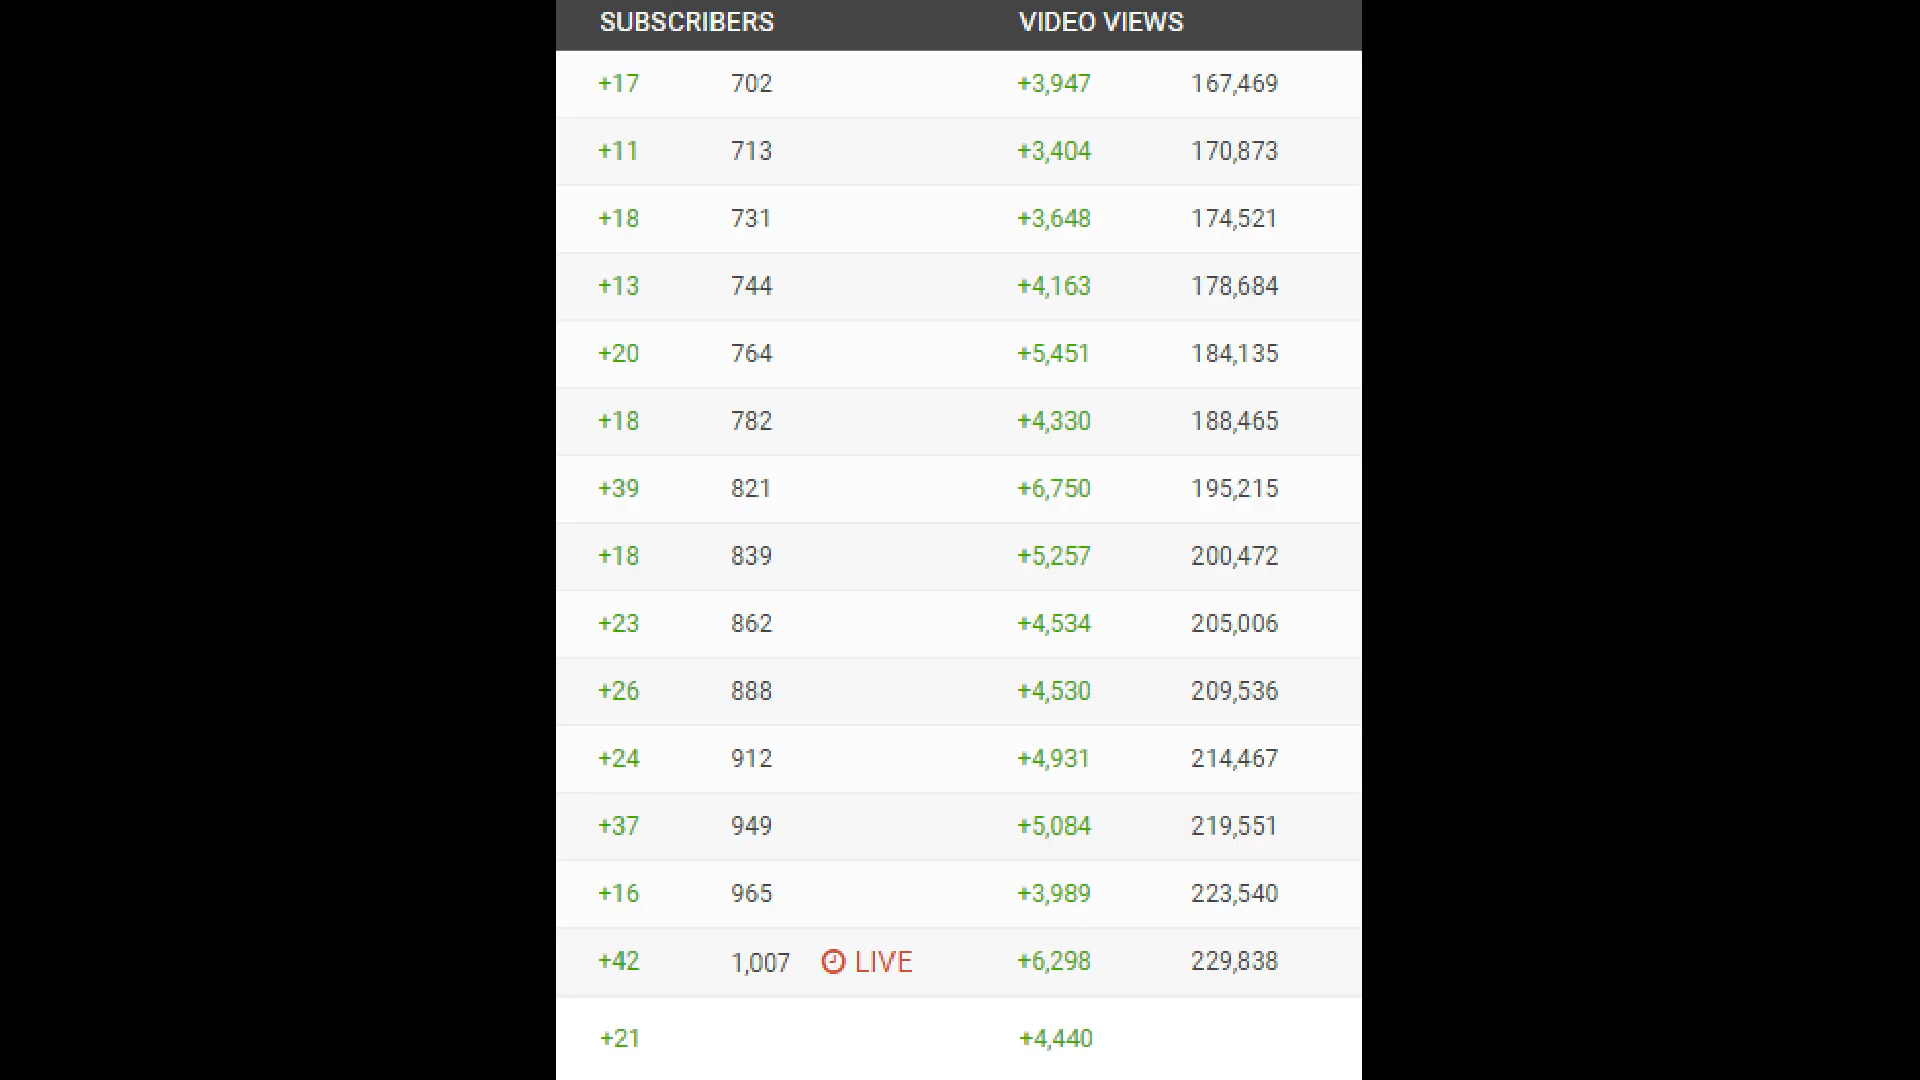 SUBSCRIBERS VIDEO VIEWS
+17 702 +3,947 167,469
+11 713 +3,404 170,873
+18 731 +3,648 174,521
+13 744 +4,163 178,684
+20 764 +5,451 184,135
+18 782 +4,330 188,465
+39 821 +6,750 195,215
+18 839 +5,257 200,472
+23 862 +4,534 205,006
+26 888 +4,530 209,536
+24 912 +4,931 214,467
+37 949 +5,084 219,551
+16 965 +3,989 223,540
+42 1,007 LIVE +6,298 229,838
+21 +4,440